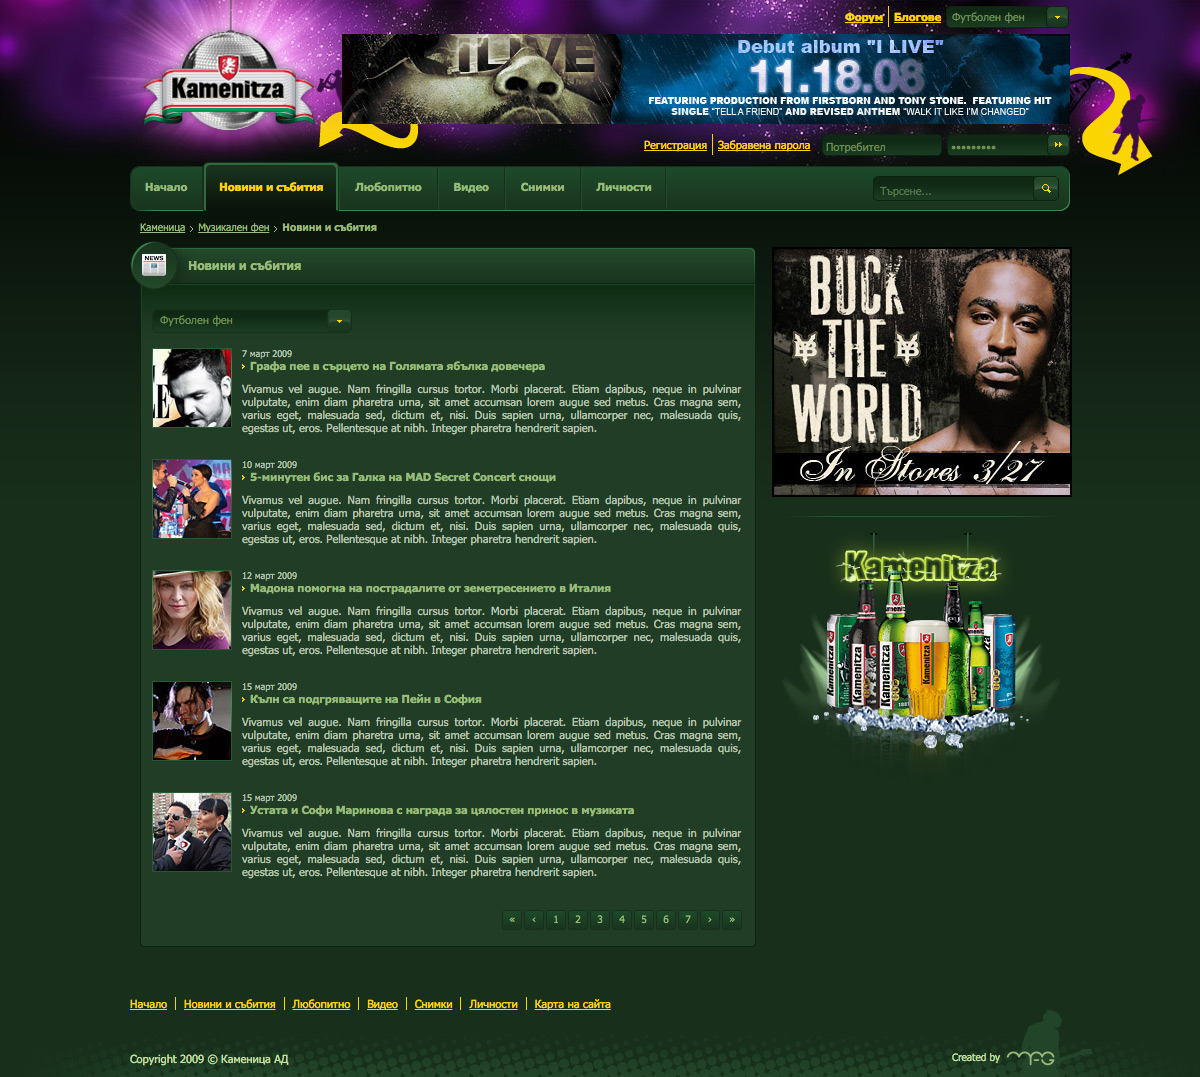 Форум
Блогове
Футболен фен
Kamenitza
I LIVE
Debut album "I LIVE"
11.18.08
FEATURING PRODUCTION FROM FIRSTBORN AND TONY STONE. FEATURING HIT
SINGLE "TELL A FRIEND" AND REVISED ANTHEM "WALK IT LIKE I'M CHANGED"
Регистрация
Забравена парола
Потребител
Начало
Новини и събития
Любопитно
Видео
Снимки
Личности
Търсене...
Каменица › Музикален фен › Новини и събития
NEWS
Новини и събития
Футболен фен
7 март 2009
Графа пее в сърцето на Голямата ябълка довечера
Vivamus vel augue. Nam fringilla cursus tortor. Morbi placerat. Etiam dapibus, neque in pulvinar
vulputate, enim diam pharetra urna, sit amet accumsan lorem augue sed metus. Cras magna sem,
varius eget, malesuada sed, dictum et, nisi. Duis sapien urna, ullamcorper nec, malesuada quis,
egestas ut, eros. Pellentesque at nibh. Integer pharetra hendrerit sapien.
10 март 2009
5-минутен бис за Галка на MAD Secret Concert снощи
Vivamus vel augue. Nam fringilla cursus tortor. Morbi placerat. Etiam dapibus, neque in pulvinar
vulputate, enim diam pharetra urna, sit amet accumsan lorem augue sed metus. Cras magna sem,
varius eget, malesuada sed, dictum et, nisi. Duis sapien urna, ullamcorper nec, malesuada quis,
egestas ut, eros. Pellentesque at nibh. Integer pharetra hendrerit sapien.
12 март 2009
Мадона помогна на пострадалите от земетресението в Италия
Vivamus vel augue. Nam fringilla cursus tortor. Morbi placerat. Etiam dapibus, neque in pulvinar
vulputate, enim diam pharetra urna, sit amet accumsan lorem augue sed metus. Cras magna sem,
varius eget, malesuada sed, dictum et, nisi. Duis sapien urna, ullamcorper nec, malesuada quis,
egestas ut, eros. Pellentesque at nibh. Integer pharetra hendrerit sapien.
15 март 2009
Кълн са подгряващите на Пейн в София
Vivamus vel augue. Nam fringilla cursus tortor. Morbi placerat. Etiam dapibus, neque in pulvinar
vulputate, enim diam pharetra urna, sit amet accumsan lorem augue sed metus. Cras magna sem,
varius eget, malesuada sed, dictum et, nisi. Duis sapien urna, ullamcorper nec, malesuada quis,
egestas ut, eros. Pellentesque at nibh. Integer pharetra hendrerit sapien.
15 март 2009
Устата и Софи Маринова с награда за цялостен принос в музиката
Vivamus vel augue. Nam fringilla cursus tortor. Morbi placerat. Etiam dapibus, neque in pulvinar
vulputate, enim diam pharetra urna, sit amet accumsan lorem augue sed metus. Cras magna sem,
varius eget, malesuada sed, dictum et, nisi. Duis sapien urna, ullamcorper nec, malesuada quis,
egestas ut, eros. Pellentesque at nibh. Integer pharetra hendrerit sapien.
« ‹ 1 2 3 4 5 6 7 › »
BUCK
THE
WORLD
In Stores 3/27
Kamenitza
Kamenitza
Kamenitza
Kamenitza
Kamenitza
Начало
Новини и събития
Любопитно
Видео
Снимки
Личности
Карта на сайта
Copyright 2009 © Каменица АД
Created by